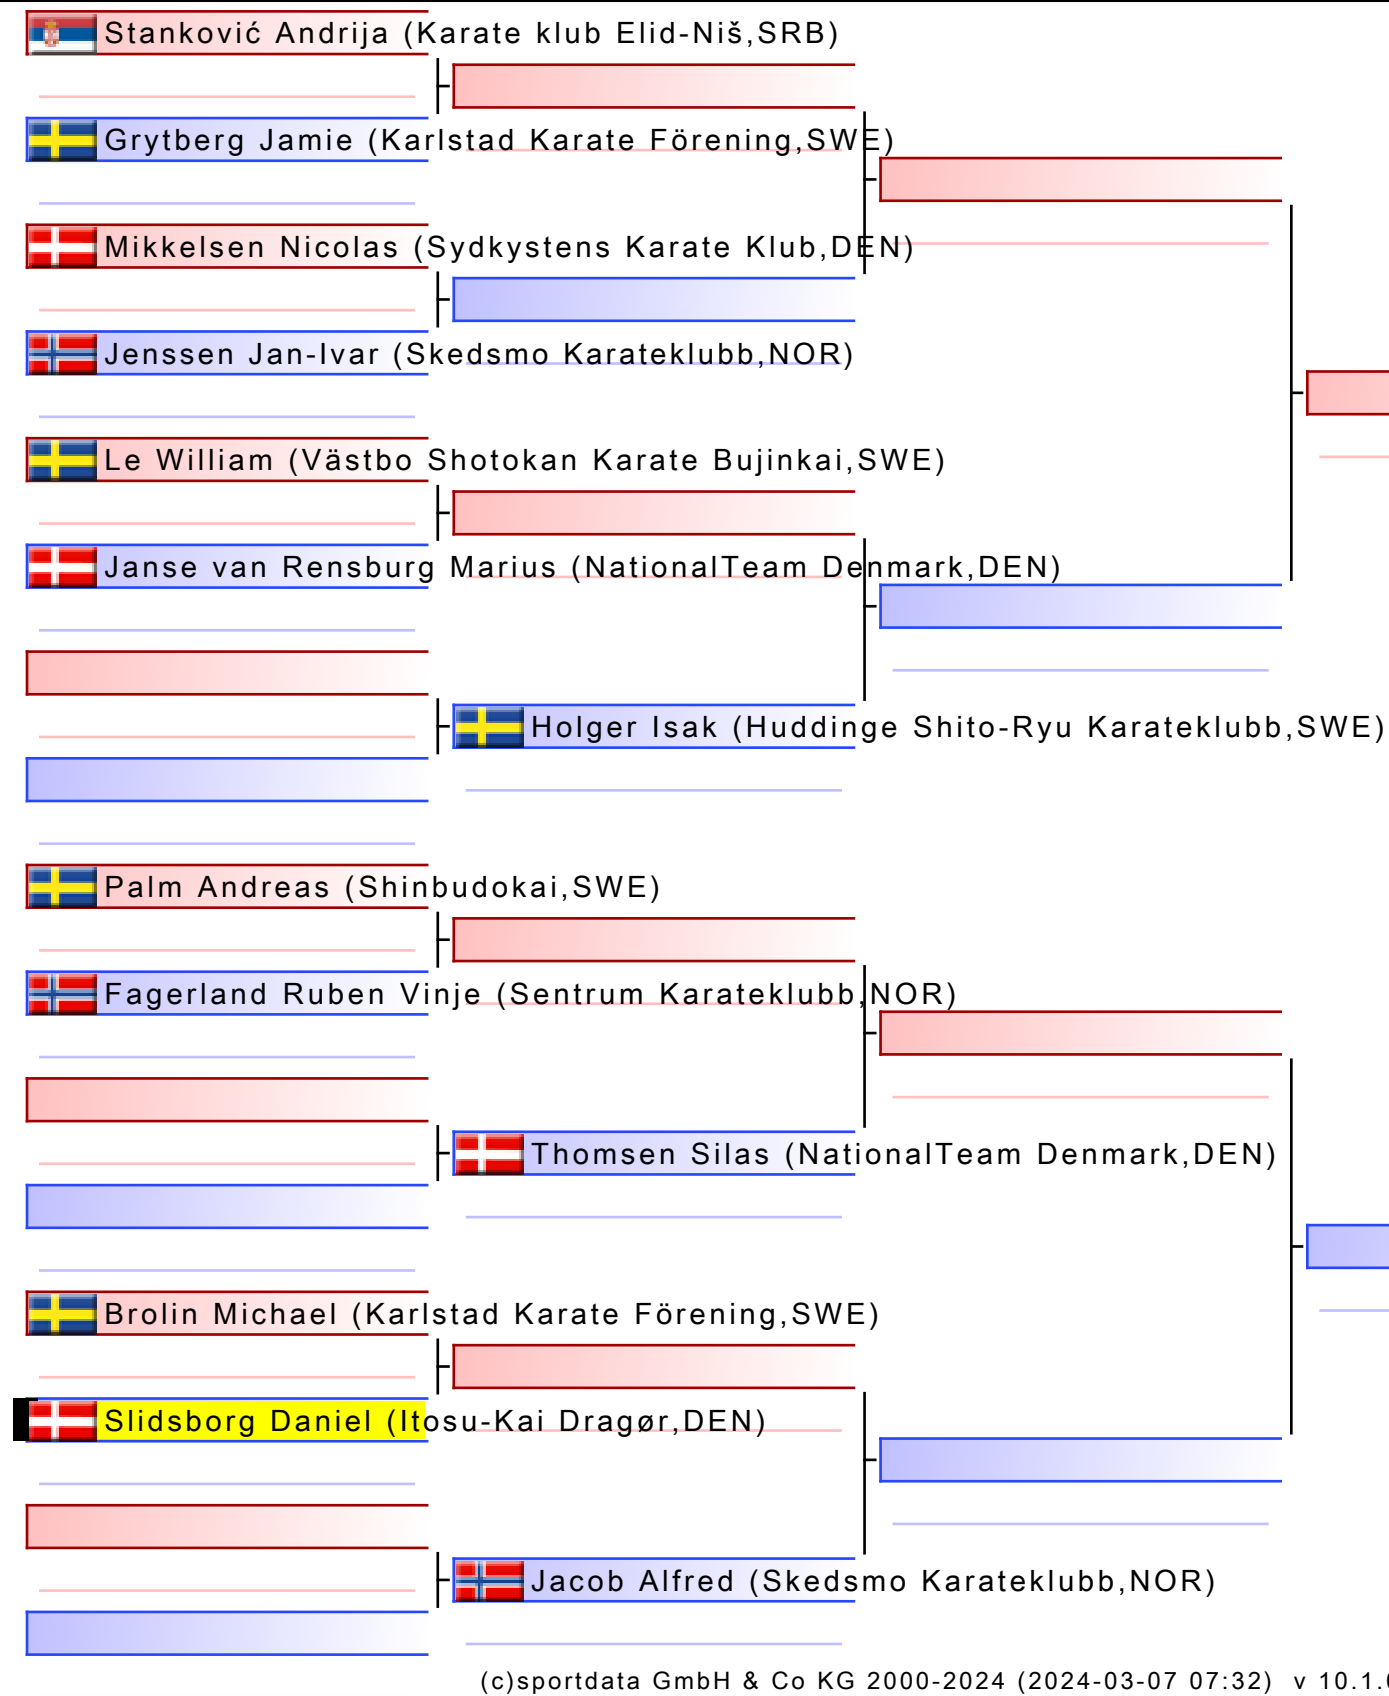 Stanković Andrija (Karate klub Elid-Niš,SRB)
Grytberg Jamie (Karlstad Karate Förening,SWE)
Mikkelsen Nicolas (Sydkystens Karate Klub,DEN)
Jenssen Jan-Ivar (Skedsmo Karateklubb,NOR)
Le William (Västbo Shotokan Karate Bujinkai,SWE)
Janse van Rensburg Marius (NationalTeam Denmark,DEN)
Holger Isak (Huddinge Shito-Ryu Karateklubb,SWE)
Palm Andreas (Shinbudokai,SWE)
Fagerland Ruben Vinje (Sentrum Karateklubb,NOR)
Thomsen Silas (NationalTeam Denmark,DEN)
Brolin Michael (Karlstad Karate Förening,SWE)
Slidsborg Daniel (Itosu-Kai Dragør,DEN)
Jacob Alfred (Skedsmo Karateklubb,NOR)
(c)sportdata GmbH & Co KG 2000-2024 (2024-03-07 07:32) v 10.1.